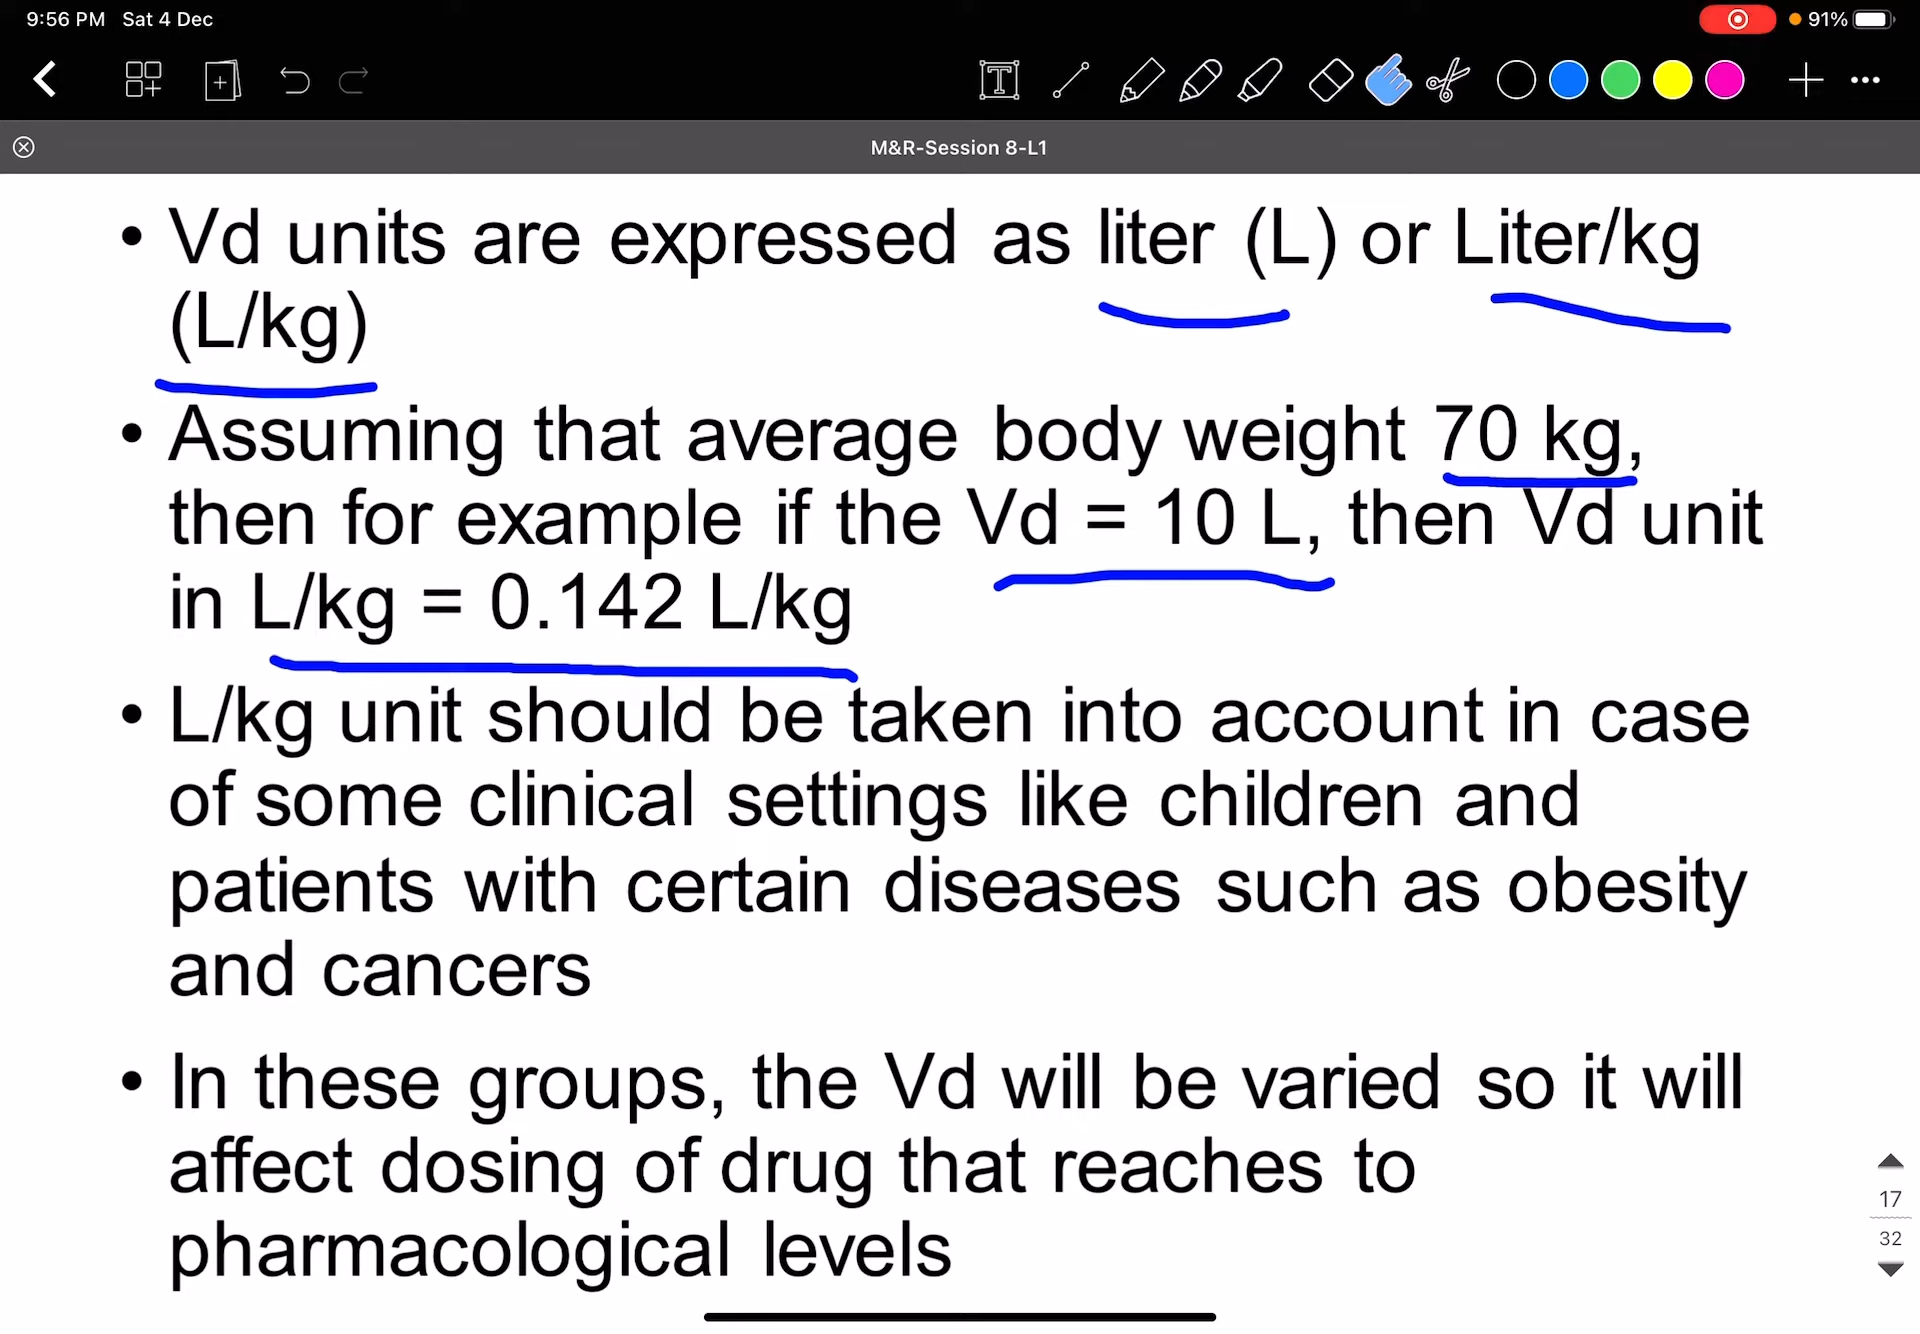 9:56 PM Sat 4 Dec
91%
M&R-Session 8-L1
• Vd units are expressed as liter (L) or Liter/kg
(L/kg)
• Assuming that average body weight 70 kg,
then for example if the Vd = 10 L, then Vd unit
in L/kg = 0.142 L/kg
• L/kg unit should be taken into account in case
of some clinical settings like children and
patients with certain diseases such as obesity
and cancers
• In these groups, the Vd will be varied so it will
affect dosing of drug that reaches to
pharmacological levels
17
32